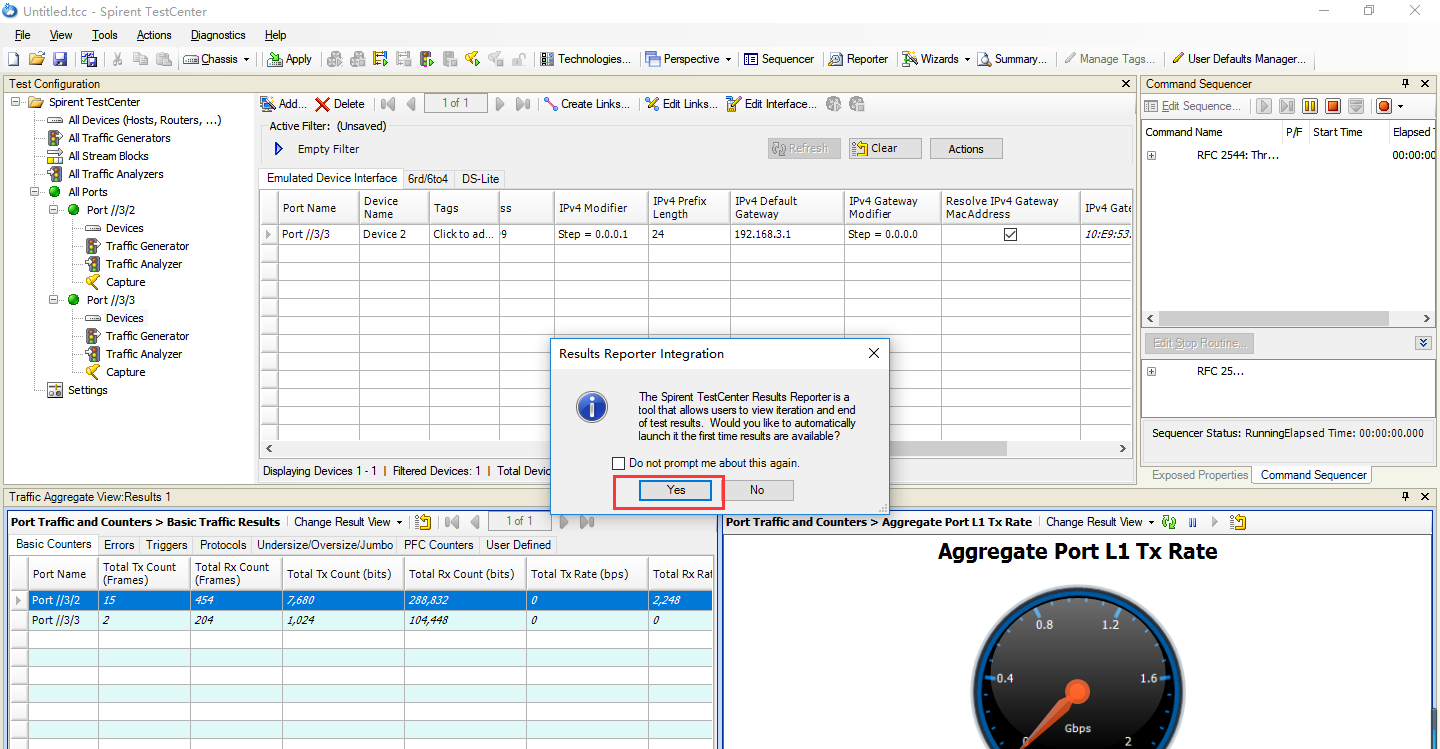 Untitled.tcc - Spirent TestCenter
File View Tools Actions Diagnostics Help
Chassis Apply Technologies... Perspective Sequencer Reporter Wizards Summary... Manage Tags... User Defaults Manager...
Test Configuration
Spirent TestCenter
All Devices (Hosts, Routers, ...)
All Traffic Generators
All Stream Blocks
All Traffic Analyzers
All Ports
Port //3/2
Devices
Traffic Generator
Traffic Analyzer
Capture
Port //3/3
Devices
Traffic Generator
Traffic Analyzer
Capture
Settings
Add... Delete 1 of 1 Create Links... Edit Links... Edit Interface...
Active Filter: (Unsaved)
Empty Filter Refresh Clear Actions
Emulated Device Interface 6rd/6to4 DS-Lite
Port Name Device Name Tags ss IPv4 Modifier IPv4 Prefix Length IPv4 Default Gateway IPv4 Gateway Modifier Resolve IPv4 Gateway MacAddress IPv4 Gate
Port //3/3 Device 2 Click to ad... 9 Step = 0.0.0.1 24 192.168.3.1 Step = 0.0.0.0 10:E9:53.
Displaying Devices 1 - 1 | Filtered Devices: 1 | Total Devic
Results Reporter Integration
The Spirent TestCenter Results Reporter is a
tool that allows users to view iteration and end
of test results. Would you like to automatically
launch it the first time results are available?
Do not prompt me about this again.
Yes No
Command Sequencer
Edit Sequence...
Command Name P/F Start Time Elapsed T
RFC 2544: Thr... 00:00:00
Edit Stop Routine...
RFC 25...
Sequencer Status: RunningElapsed Time: 00:00:00.000
Exposed Properties Command Sequencer
Traffic Aggregate View:Results 1
Port Traffic and Counters > Basic Traffic Results Change Result View 1 of 1
Basic Counters Errors Triggers Protocols Undersize/Oversize/Jumbo PFC Counters User Defined
Port Name Total Tx Count (Frames) Total Rx Count (Frames) Total Tx Count (bits) Total Rx Count (bits) Total Tx Rate (bps) Total Rx Rat
Port //3/2 15 454 7,680 288,832 0 2,248
Port //3/3 2 204 1,024 104,448 0 0
Port Traffic and Counters > Aggregate Port L1 Tx Rate Change Result View
Aggregate Port L1 Tx Rate
0.8 1.2
0.4 1.6
Gbps
0 2